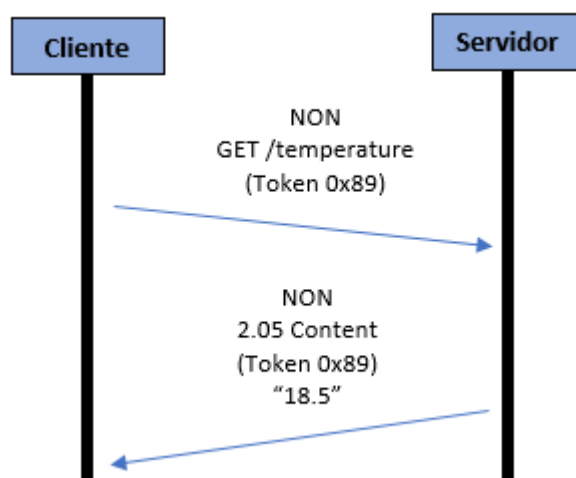 Cliente
Servidor
NON
GET /temperature
(Token 0x89)
NON
2.05 Content
(Token 0x89)
“18.5”